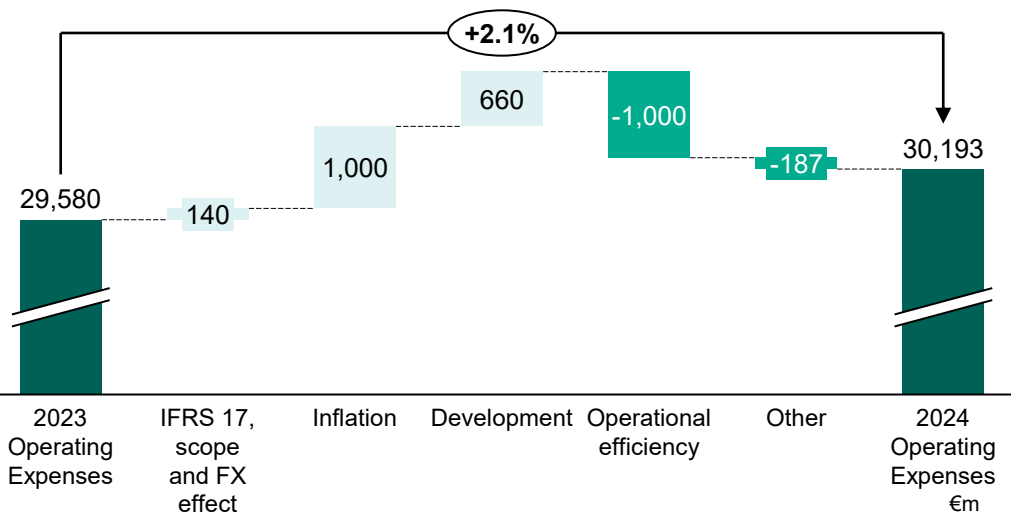 +2.1%
660
-1,000
1,000
30,193
-187
29,580
140
2023
Operating
Expenses
IFRS 17,
scope
and FX
effect
Inflation
Development
Operational
efficiency
Other
2024
Operating
Expenses
€m